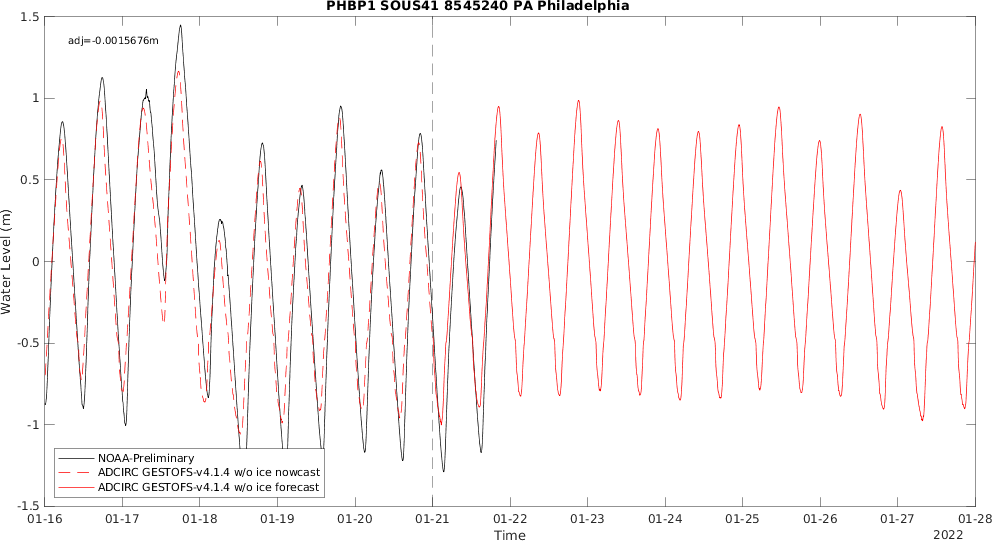 PHBP1 SOUS41 8545240 PA Philadelphia
adj=-0.0015676m
1.5
1
0.5
0
-0.5
-1
-1.5
Water Level (m)
NOAA-Preliminary
ADCIRC GESTOFS-v4.1.4 w/o ice nowcast
ADCIRC GESTOFS-v4.1.4 w/o ice forecast
01-16 01-17 01-18 01-19 01-20 01-21 01-22 01-23 01-24 01-25 01-26 01-27 01-28
Time
2022